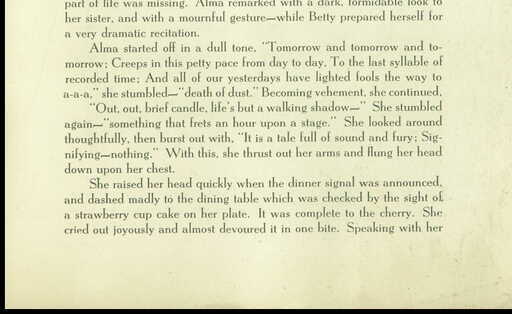 part of life was missing. Alma remarked with a dark, formidable look to
her sister, and with a mournful gesture—while Betty prepared herself for
a very dramatic recitation.
Alma started off in a dull tone, "Tomorrow and tomorrow and to-
morrow; Creeps in this petty pace from day to day, To the last syllable of
recorded time; And all of our yesterdays have lighted fools the way to
a-a-a," she stumbled—"death of dust." Becoming vehement, she continued,
"Out, out, brief candle, life's but a walking shadow—" She stumbled
again—"something that frets an hour upon a stage." She looked around
thoughtfully, then burst out with, "It is a tale full of sound and fury; Sig-
nifying—nothing." With this, she thrust out her arms and flung her head
down upon her chest.
She raised her head quickly when the dinner signal was announced,
and dashed madly to the dining table which was checked by the sight of
a strawberry cup cake on her plate. It was complete to the cherry. She
cried out joyously and almost devoured it in one bite. Speaking with her